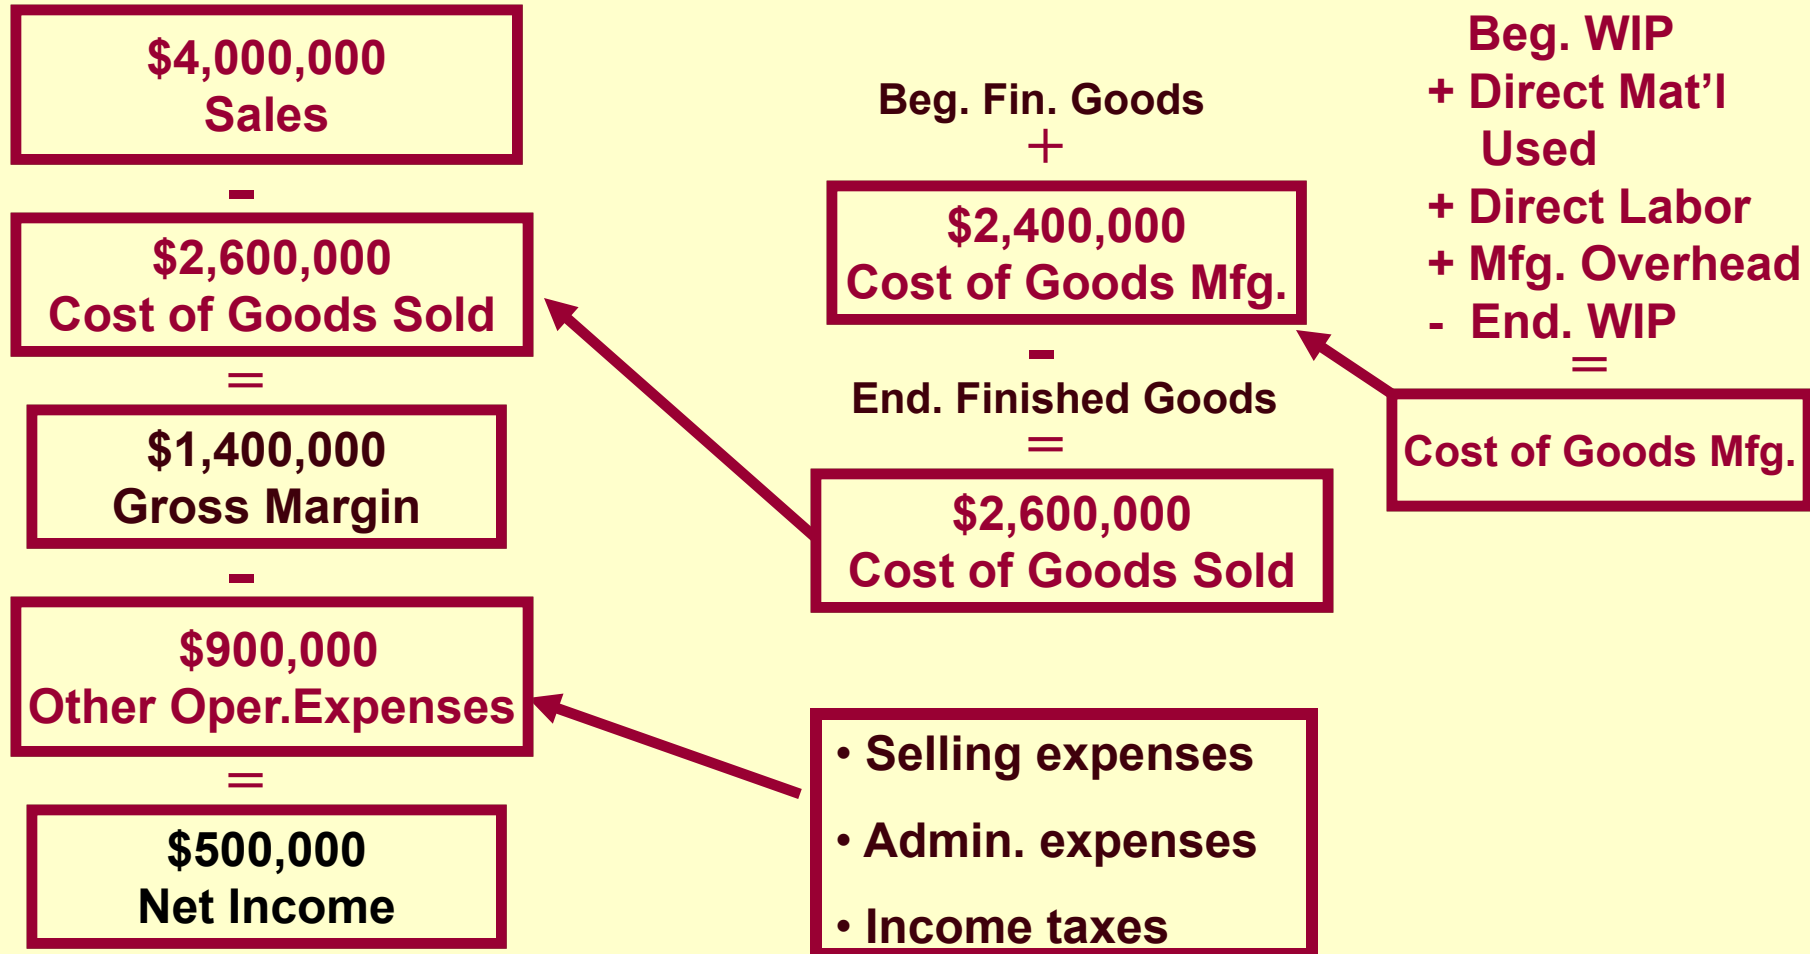 $4,000,000
Sales
-
$2,600,000
Cost of Goods Sold
=
$1,400,000
Gross Margin
-
$900,000
Other Oper.Expenses
=
$500,000
Net Income
Beg. Fin. Goods
+
$2,400,000
Cost of Goods Mfg.
-
End. Finished Goods
=
$2,600,000
Cost of Goods Sold
• Selling expenses
• Admin. expenses
• Income taxes
Beg. WIP
+ Direct Mat’l
Used
+ Direct Labor
+ Mfg. Overhead
- End. WIP
=
Cost of Goods Mfg.